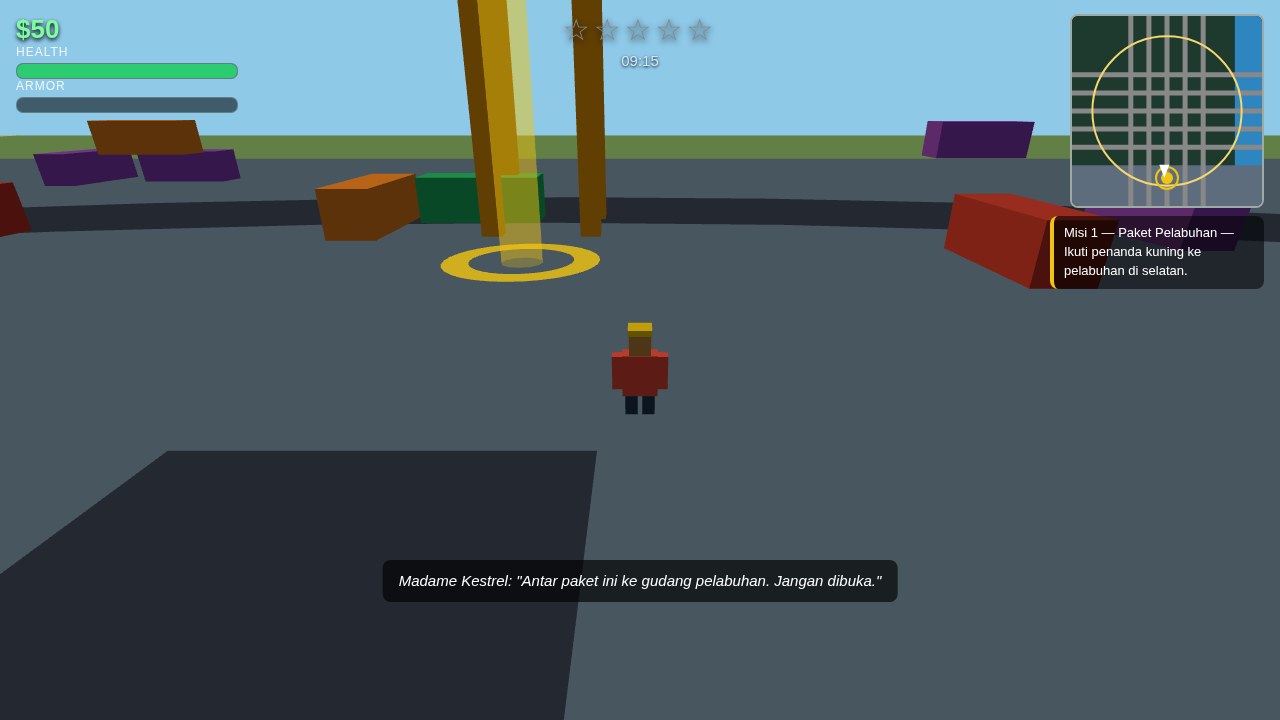 $50
HEALTH
ARMOR
☆☆☆☆☆
09:15
Misi 1 — Paket Pelabuhan —
Ikuti penanda kuning ke
pelabuhan di selatan.
Madame Kestrel: "Antar paket ini ke gudang pelabuhan. Jangan dibuka."